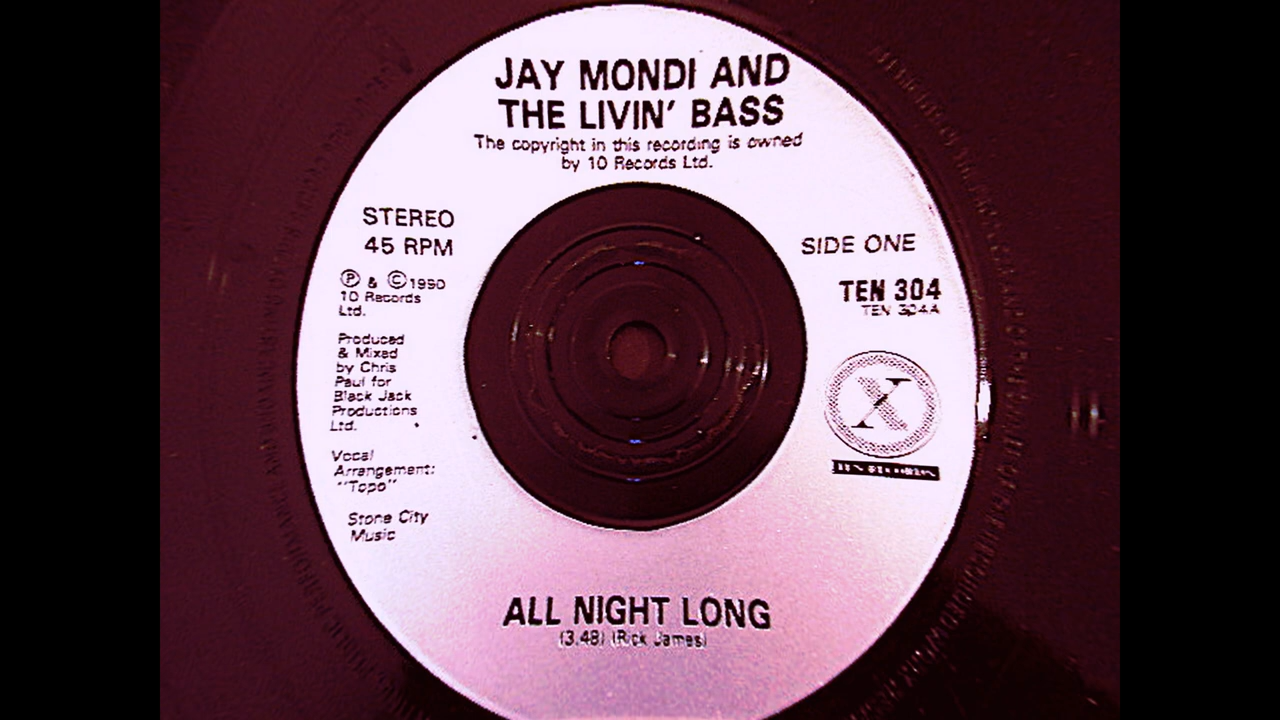 JAY MONDI AND
THE LIVIN' BASS
The copyright in this recording is owned
by 10 Records Ltd.
STEREO
45 RPM
Ⓟ & ©1990
10 Records
Ltd.
Produced
& Mixed
by Chris
Paul for
Black Jack
Productions
Ltd.
Vocal
Arrangement:
"Topo"
Stone City
Music
SIDE ONE
TEN 304
TEN 304A
X
TEN RECORDS
ALL NIGHT LONG
(3.48) (Rick James)